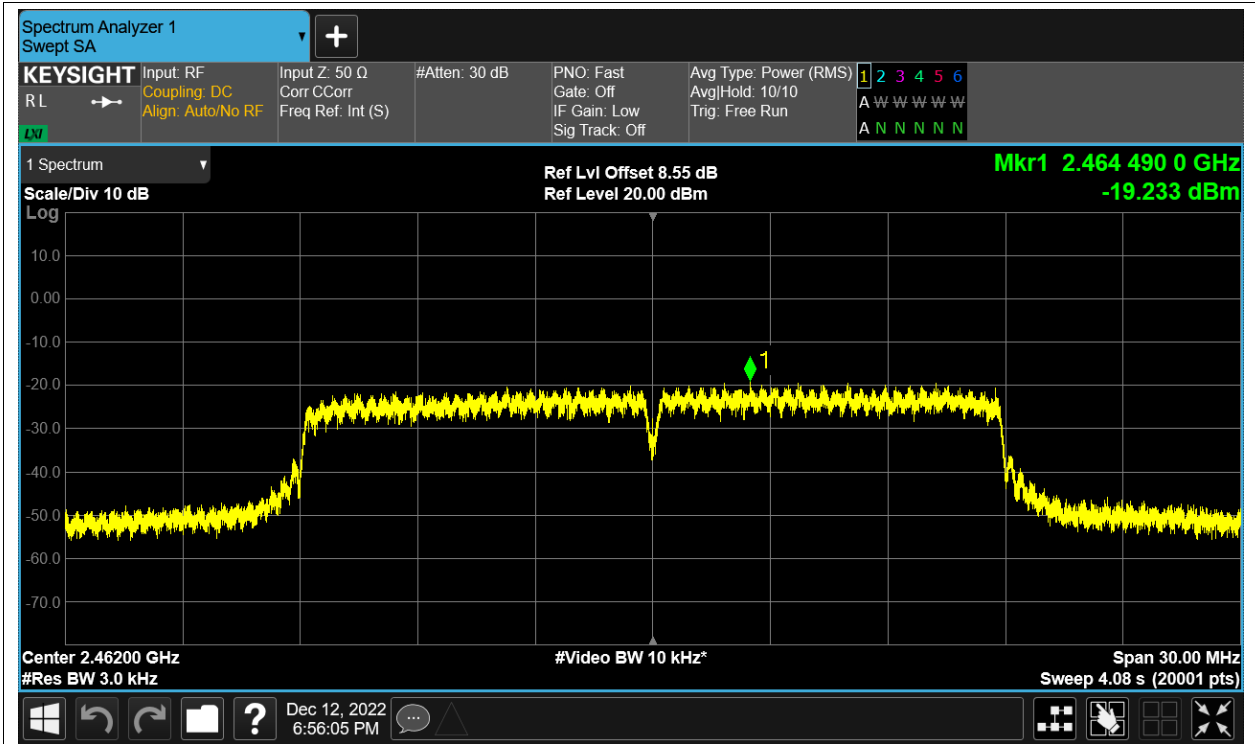 Spectrum Analyzer 1
Swept SA
KEYSIGHT
R L
LXI
Input: RF
Coupling: DC
Align: Auto/No RF
Input Z: 50 Ω
Corr CCorr
Freq Ref: Int (S)
#Atten: 30 dB
PNO: Fast
Gate: Off
IF Gain: Low
Sig Track: Off
Avg Type: Power (RMS)
Avg|Hold: 10/10
Trig: Free Run
1 2 3 4 5 6
A W W W W W
A N N N N N
1 Spectrum
Scale/Div 10 dB
Log
Ref Lvl Offset 8.55 dB
Ref Level 20.00 dBm
Mkr1 2.464 490 0 GHz
-19.233 dBm
10.0
0.00
-10.0
1
-20.0
-30.0
-40.0
-50.0
-60.0
-70.0
Center 2.46200 GHz
#Video BW 10 kHz*
Span 30.00 MHz
#Res BW 3.0 kHz
Sweep 4.08 s (20001 pts)
?
Dec 12, 2022
6:56:05 PM